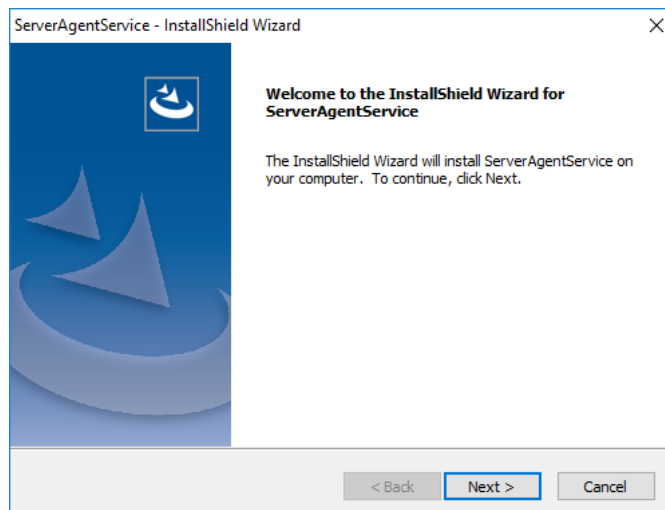 ServerAgentService - InstallShield Wizard
Welcome to the InstallShield Wizard for
ServerAgentService
The InstallShield Wizard will install ServerAgentService on
your computer. To continue, click Next.
< Back
Next >
Cancel